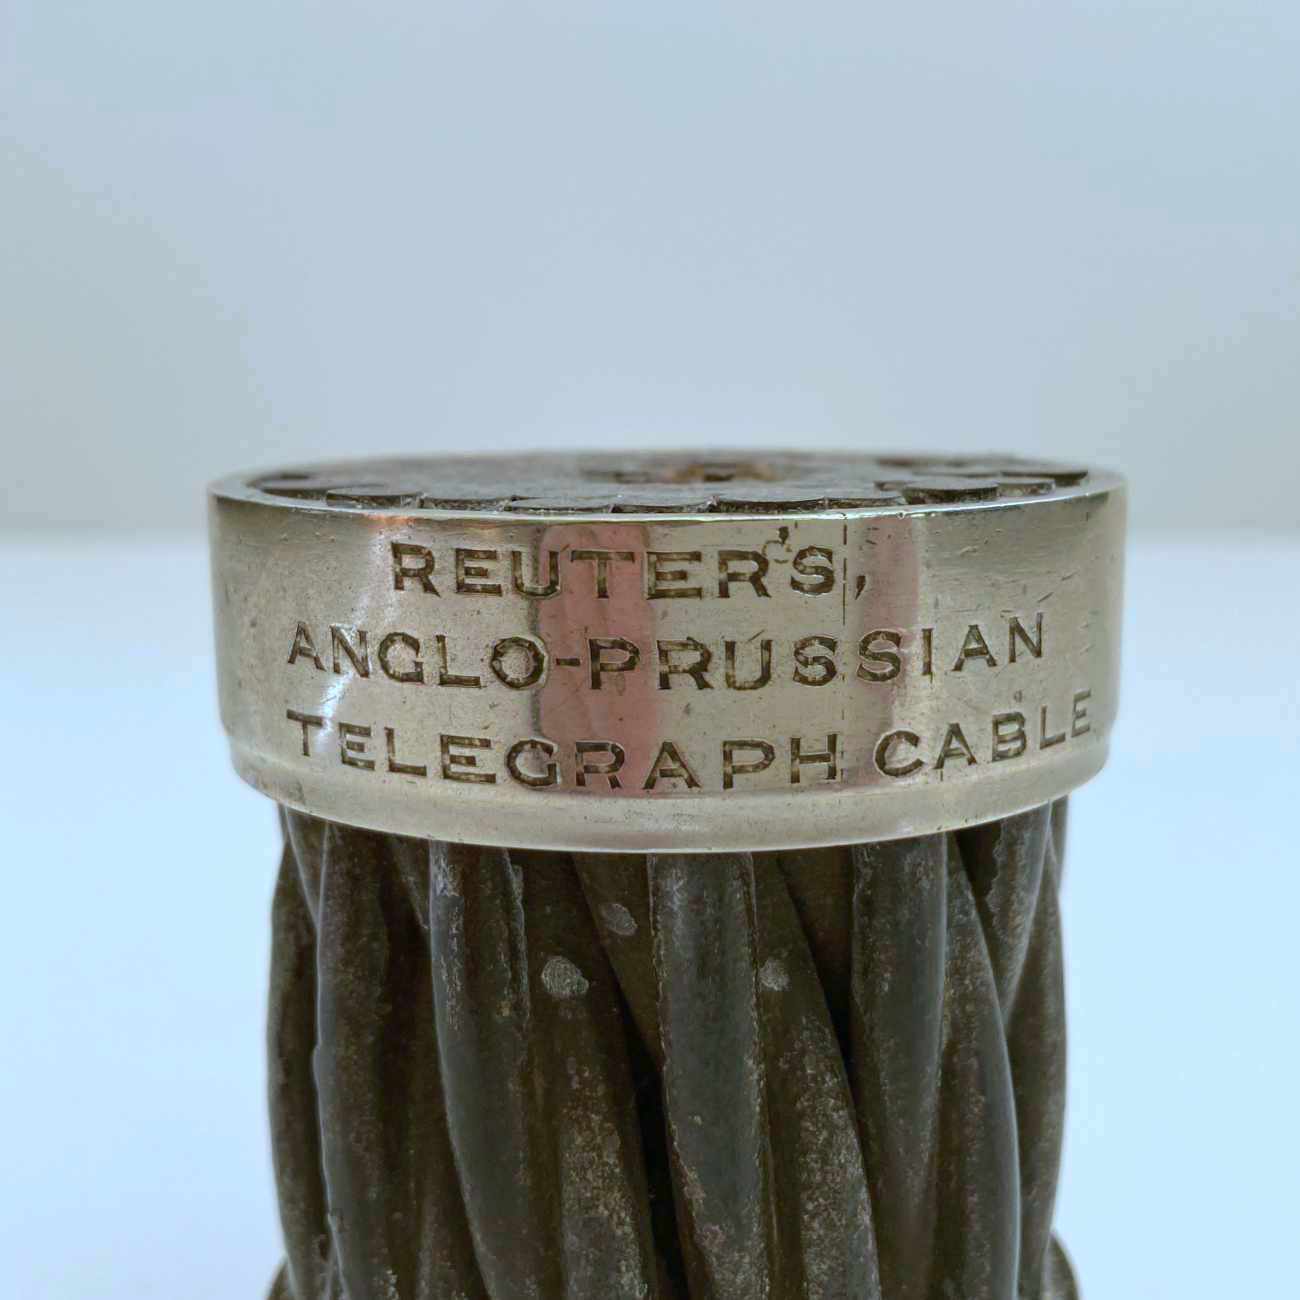 REUTER'S,
ANGLO-PRUSSIAN
TELEGRAPH CABLE